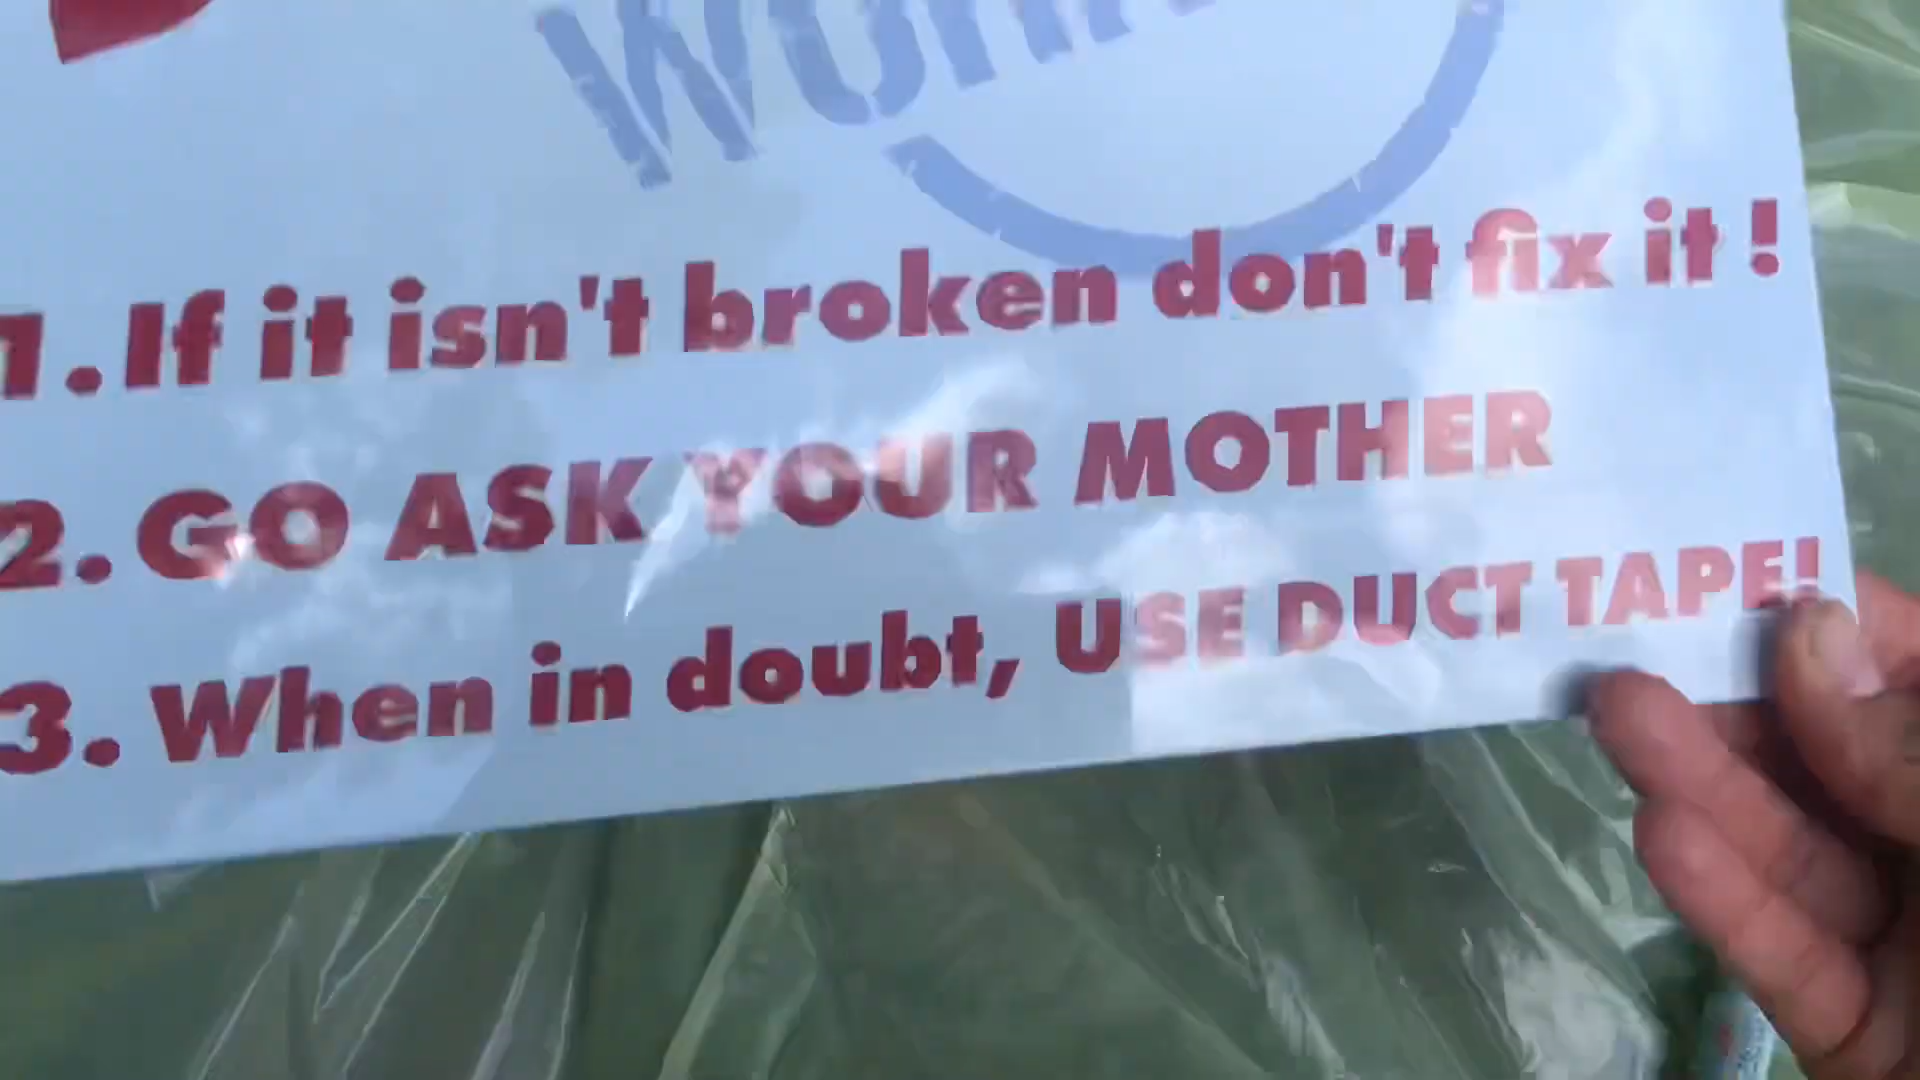 1. If it isn't broken don't fix it!
2. GO ASK YOUR MOTHER
3. When in doubt, USE DUCT TAPE!